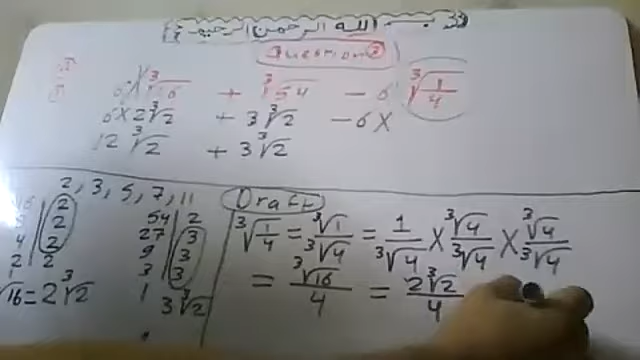 بسم الله الرحمن الرحيم
Question 2
6 ∛16 + ∛54 − 6 ∛(1/4)
6 × 2∛2 + 3∛2 − 6 ×
12 ∛2 + 3∛2
2, 3, 5, 7, 11
Draft
16 | 2
8 | 2
4 | 2
2 | 2
1
∛16 = 2∛2
54 | 2
27 | 3
9 | 3
3 | 3
1
3∛2
∛(1/4) = ∛1/∛4 = 1/∛4 × ∛4/∛4 × ∛4/∛4
= ∛16/4 = 2∛2/4